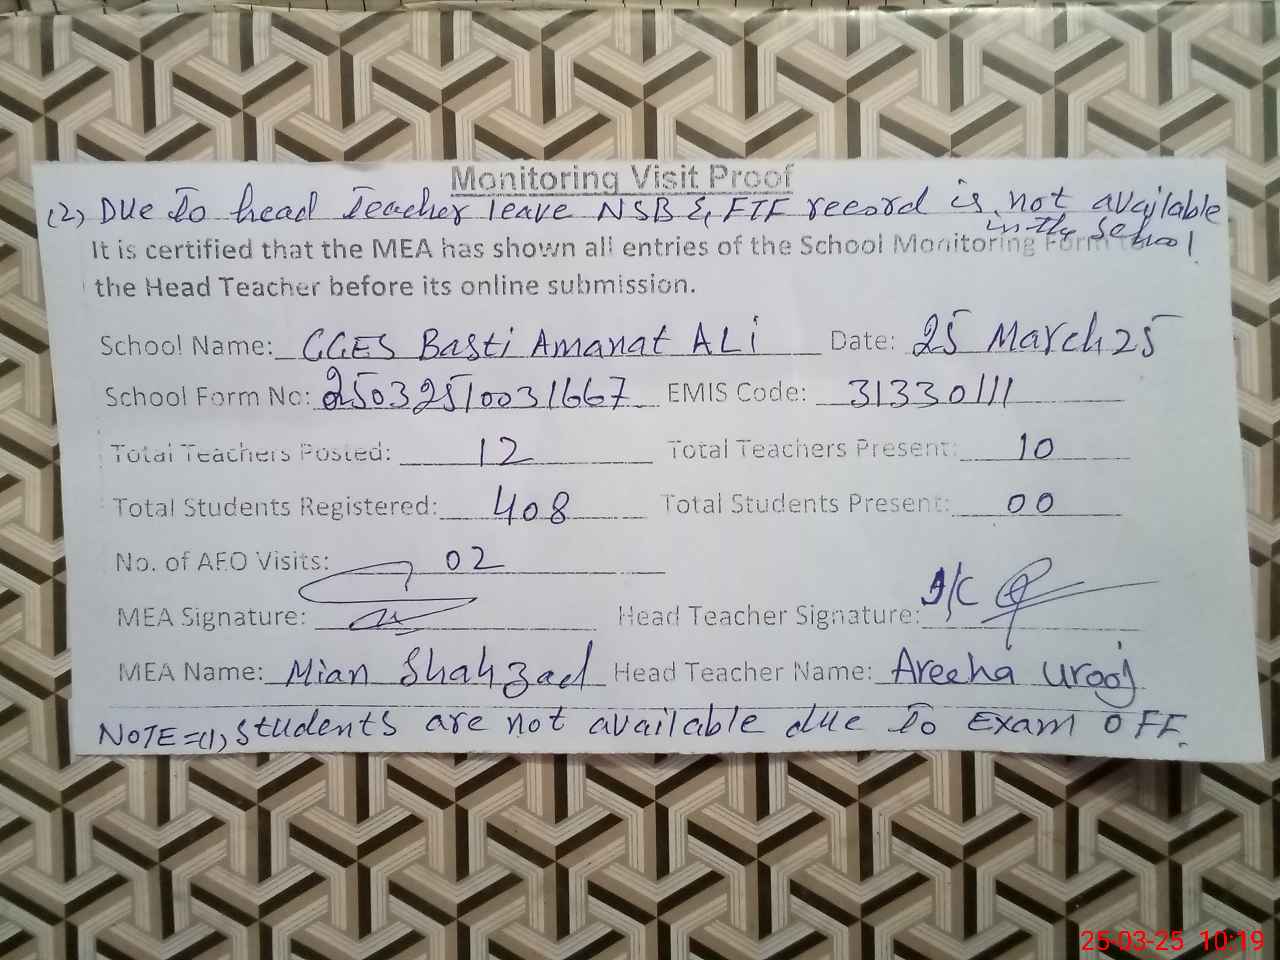 Monitoring Visit Proof
(2) Due To head Teacher leave NSB & FTF record is not available
in the School.
It is certified that the MEA has shown all entries of the School Monitoring Form
the Head Teacher before its online submission.
School Name: GGES Basti Amanat ALi Date: 25 March 25
School Form No: 25032510031667 EMIS Code: 31330111
Total Teachers Posted: 12 Total Teachers Present: 10
Total Students Registered: 408 Total Students Present: 00
No. of AEO Visits: 02
MEA Signature: Head Teacher Signature: I/C
MEA Name: Mian Shahzad Head Teacher Name: Areeha Urooj
NOTE=(1), Students are not available due To Exam OFF.
25-03-25 10:19